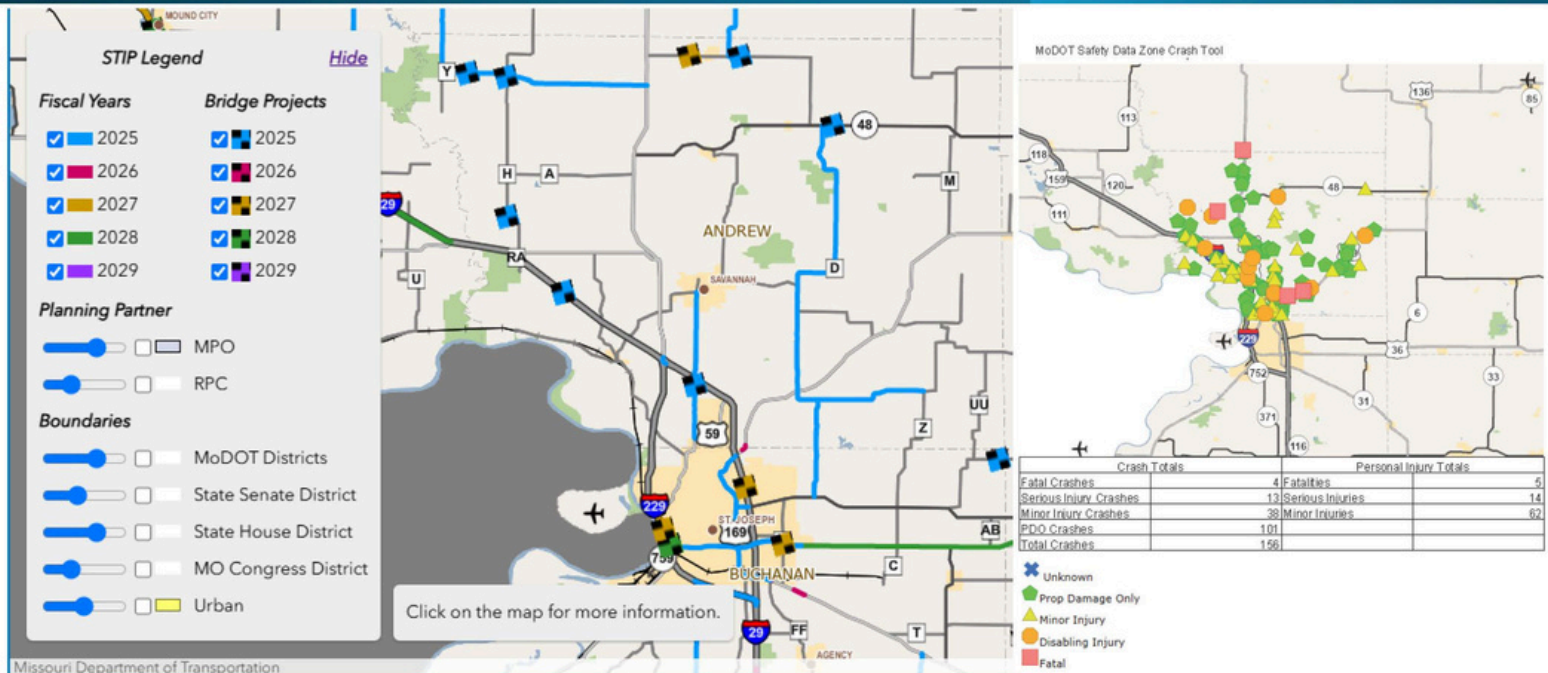 MOUND CITY
STIP Legend
Hide
Fiscal Years
Bridge Projects
2025
2025
2026
2026
2027
2027
2028
2028
2029
2029
Planning Partner
MPO
RPC
Boundaries
MoDOT Districts
State Senate District
State House District
MO Congress District
Urban
Missouri Department of Transportation
Y
48
H
A
M
29
ANDREW
RA
U
SAVANNAH
D
UU
59
Z
229
ST JOSEPH
169
AB
759
BUCHANAN
C
Click on the map for more information.
29
FF
T
AGENCY
MoDOT Safety Data Zone Crash Tool
136
85
113
118
159
120
48
111
6
229
36
752
33
31
371
116
Crash Totals Personal Injury Totals
Fatal Crashes 4 Fatalities 5
Serious Injury Crashes 13 Serious Injuries 14
Minor Injury Crashes 38 Minor Injuries 62
PDO Crashes 101
Total Crashes 156
Unknown
Prop Damage Only
Minor Injury
Disabling Injury
Fatal